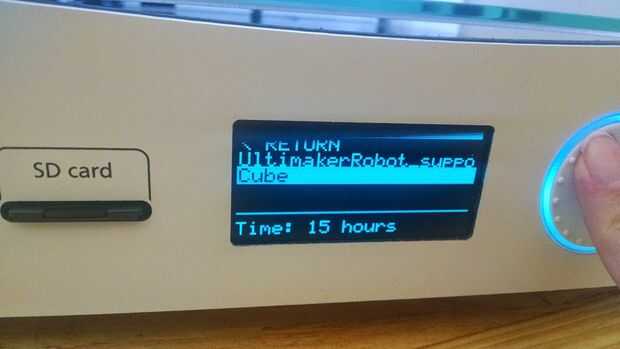 SD card
RETURN
UltimakerRobot_suppo
Cube
Time: 15 hours